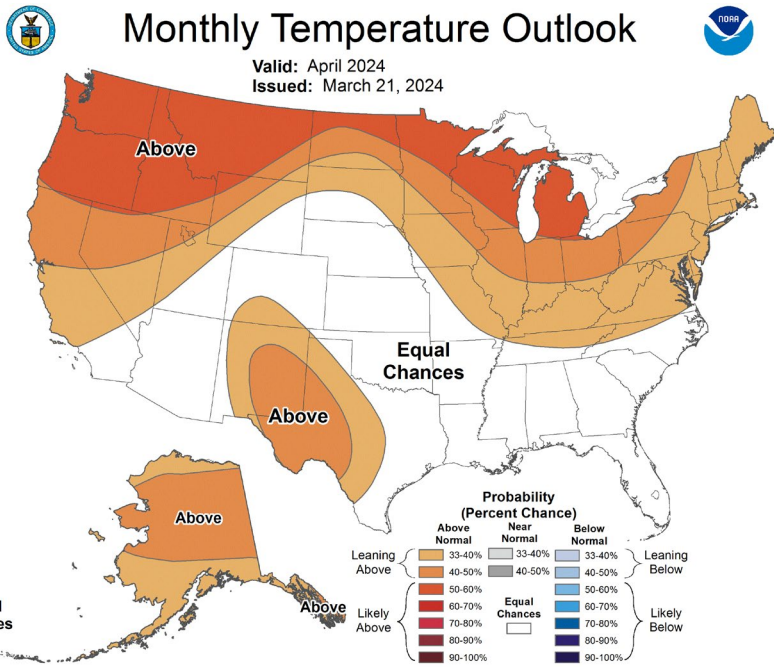 Monthly Temperature Outlook
NOAA
Valid: April 2024
Issued: March 21, 2024
Above
Equal
Chances
Above
Above
Above
Probability
(Percent Chance)
Above
Normal
Near
Normal
Below
Normal
Leaning
Above
33-40%
40-50%
Likely
Above
50-60%
60-70%
70-80%
80-90%
90-100%
33-40%
40-50%
Equal
Chances
33-40%
40-50%
Leaning
Below
50-60%
60-70%
70-80%
80-90%
90-100%
Likely
Below
es